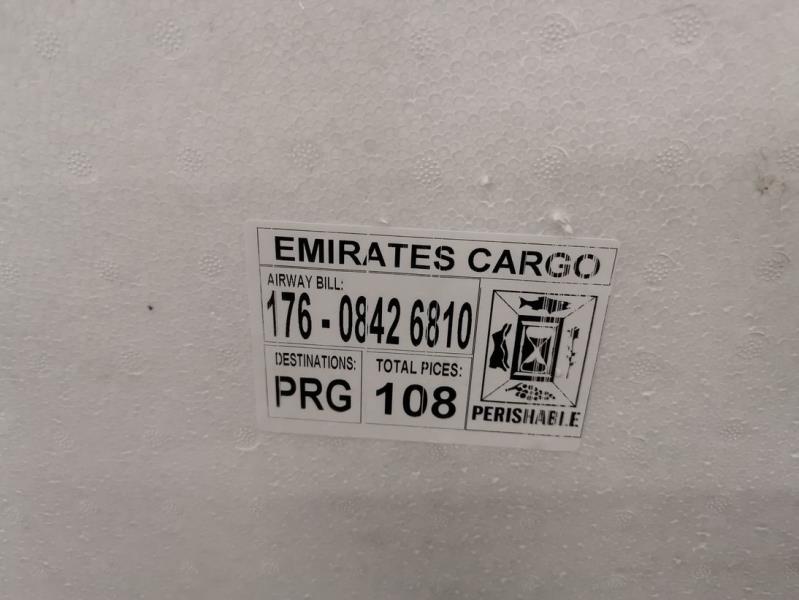 EMIRATES CARGO
AIRWAY BILL:
176 - 0842 6810
DESTINATIONS:
PRG
TOTAL PICES:
108
PERISHABLE